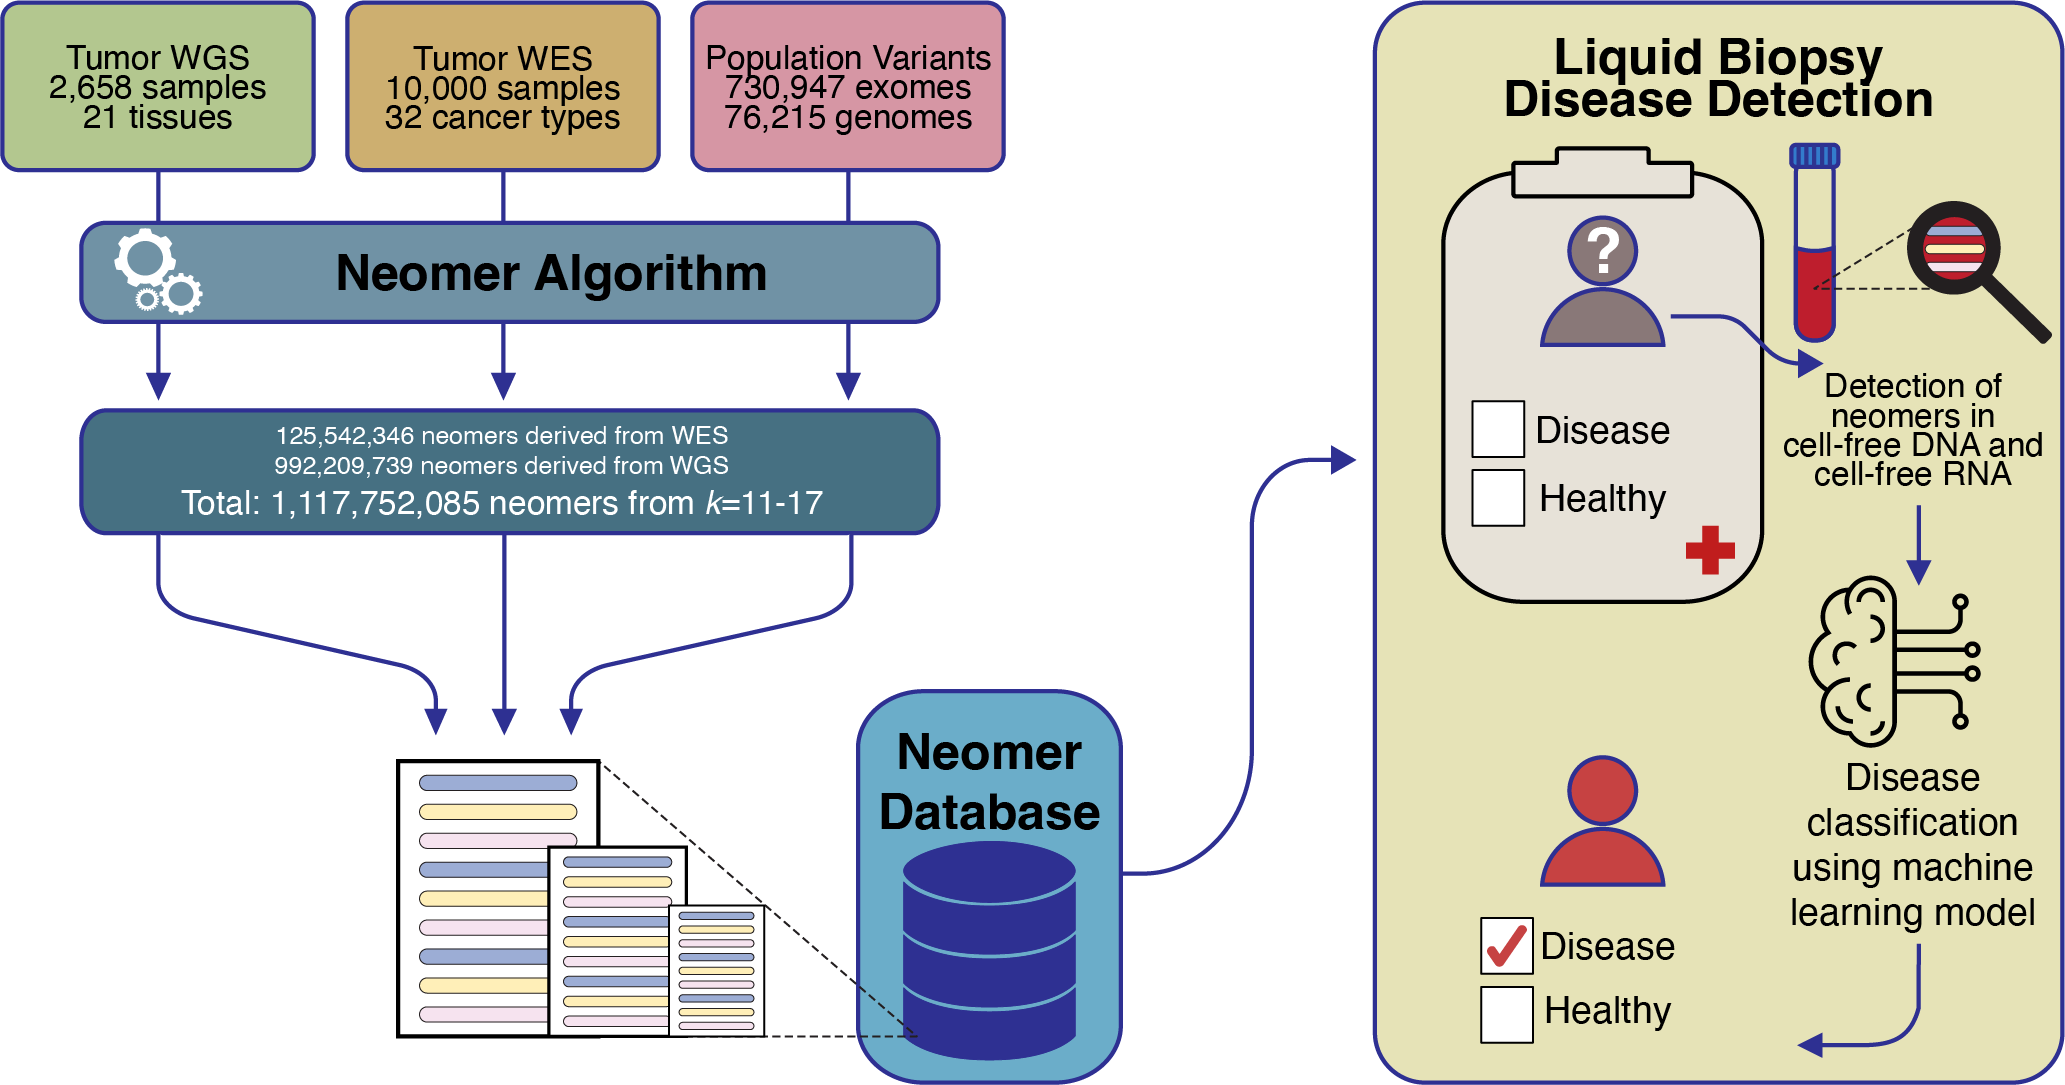 Tumor WGS
2,658 samples
21 tissues
Tumor WES
10,000 samples
32 cancer types
Population Variants
730,947 exomes
76,215 genomes
Neomer Algorithm
125,542,346 neomers derived from WES
992,209,739 neomers derived from WGS
Total: 1,117,752,085 neomers from k=11-17
Neomer
Database
Liquid Biopsy
Disease Detection
?
Disease
Healthy
Detection of
neomers in
cell-free DNA and
cell-free RNA
Disease
classification
using machine
learning model
Disease
Healthy